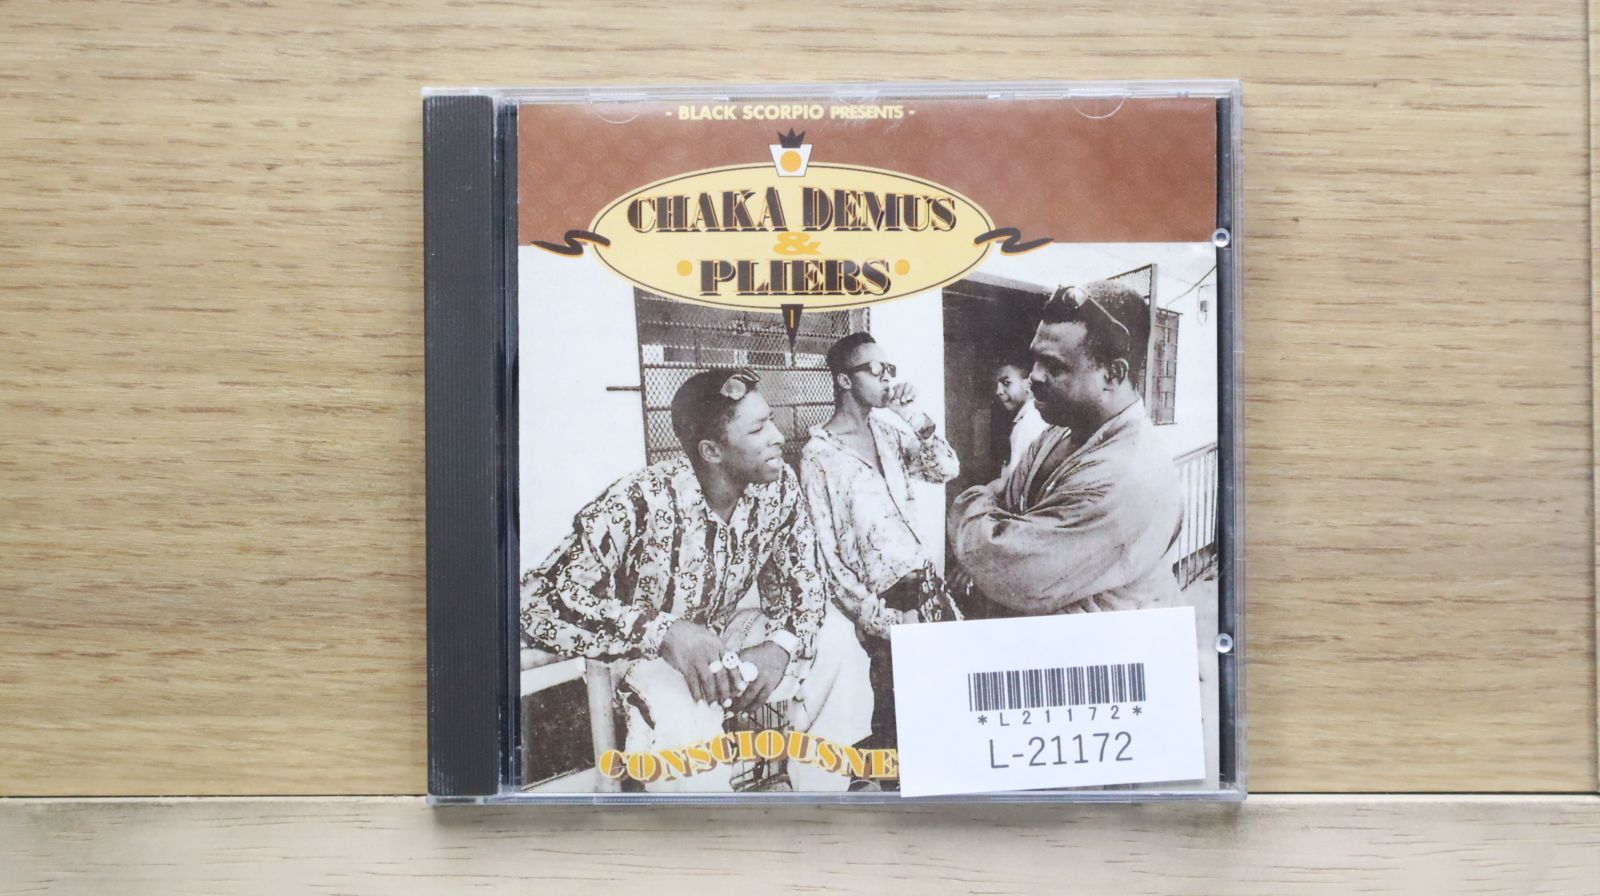 - BLACK SCORPIO PRESENTS -
CHAKA DEMUS
&
PLIERS
CONSCIOUSNE
*L21172*
L-21172